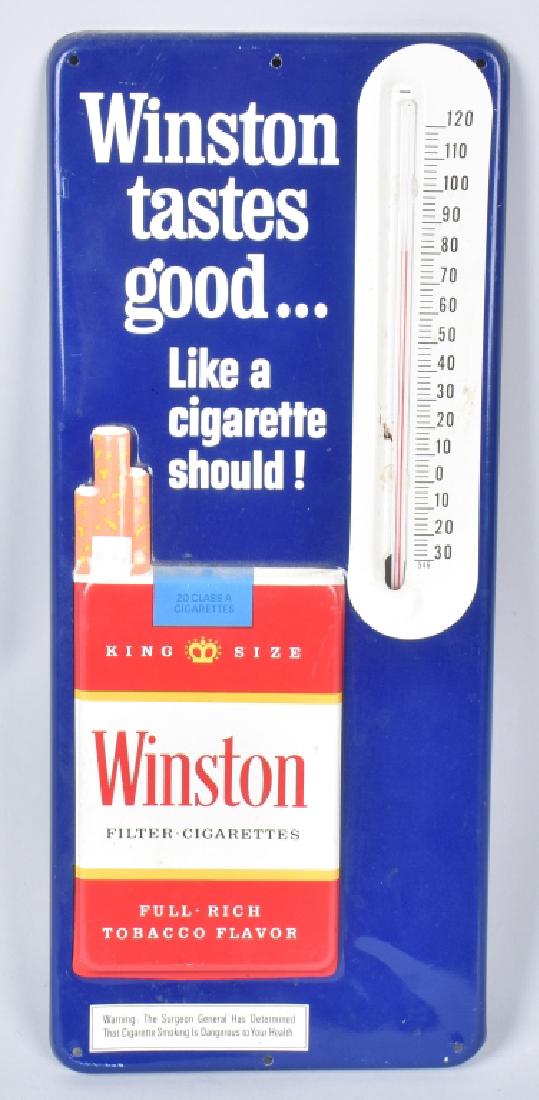 Winston
tastes
good...
Like a
cigarette
should!
120
110
100
90
80
70
60
50
40
30
20
10
0
10
20
30
20 CLASS A
CIGARETTES
KING SIZE
Winston
FILTER·CIGARETTES
FULL·RICH
TOBACCO FLAVOR
Warning: The Surgeon General Has Determined
That Cigarette Smoking Is Dangerous to Your Health